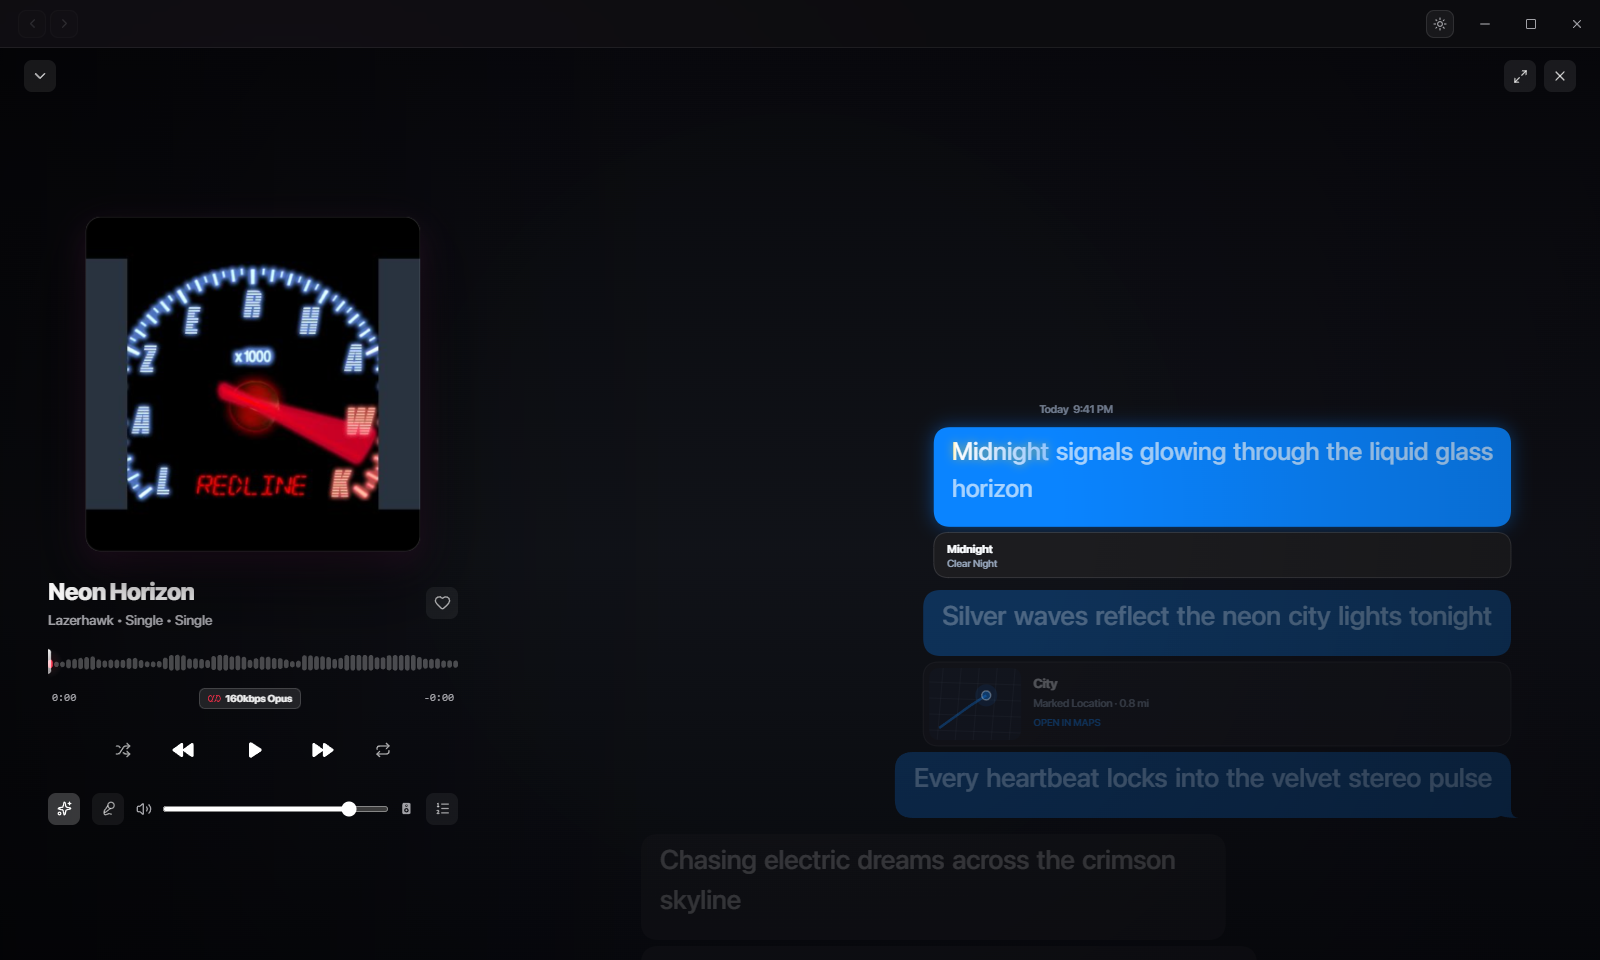 R
E H
x1000
Z A
A W
L REDLINE K
Neon Horizon
Lazerhawk • Single • Single
0:00 160kbps Opus -0:00
Today 9:41 PM
Midnight signals glowing through the liquid glass
horizon
Midnight
Clear Night
Silver waves reflect the neon city lights tonight
City
Marked Location · 0.8 mi
OPEN IN MAPS
Every heartbeat locks into the velvet stereo pulse
Chasing electric dreams across the crimson
skyline